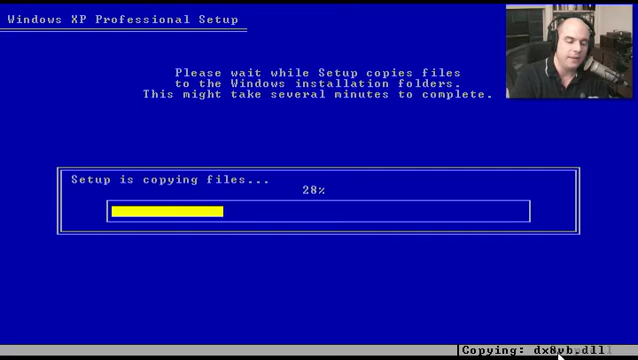 Windows XP Professional Setup
Please wait while Setup copies files
to the Windows installation folders.
This might take several minutes to complete.
Setup is copying files...
28%
Copying: dx8vb.dll